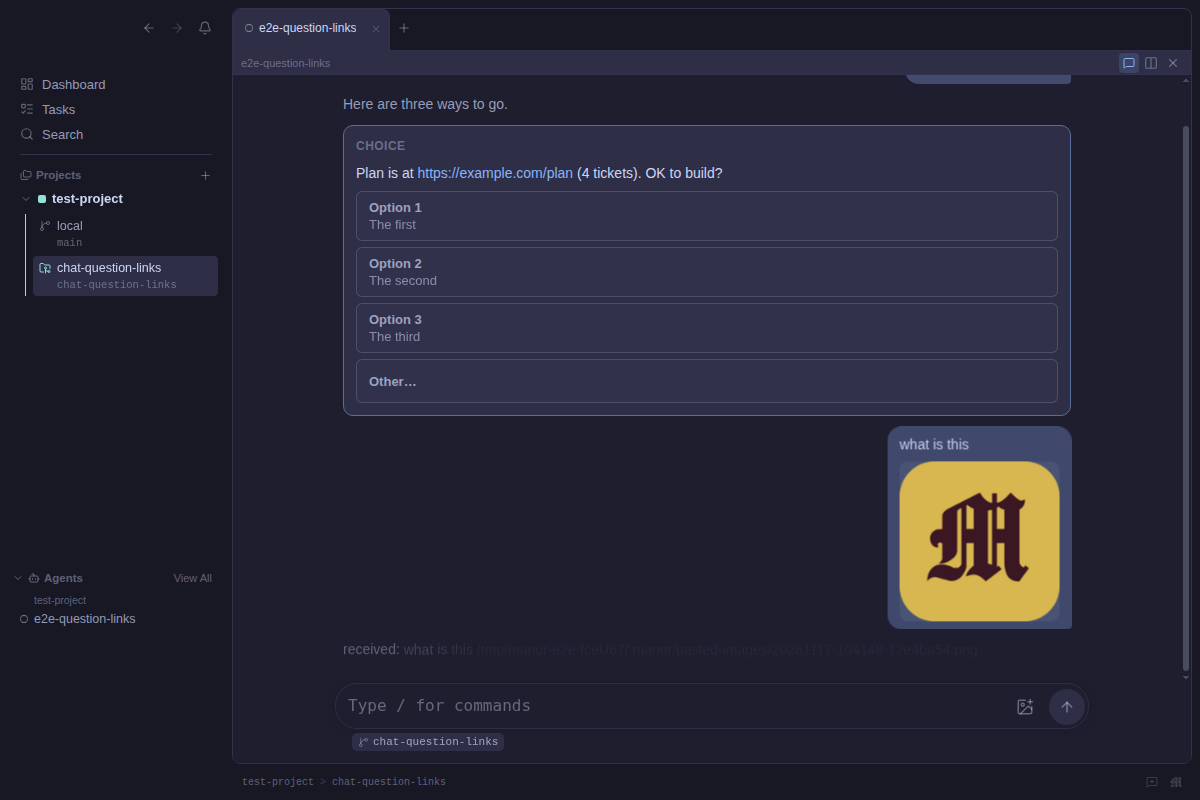 e2e-question-links
e2e-question-links
Dashboard
Tasks
Search
Projects
test-project
local
main
chat-question-links
chat-question-links
Agents
View All
test-project
e2e-question-links
Here are three ways to go.
CHOICE
Plan is at https://example.com/plan (4 tickets). OK to build?
Option 1
The first
Option 2
The second
Option 3
The third
Other…
what is this
M
received: what is this
Type / for commands
chat-question-links
test-project > chat-question-links